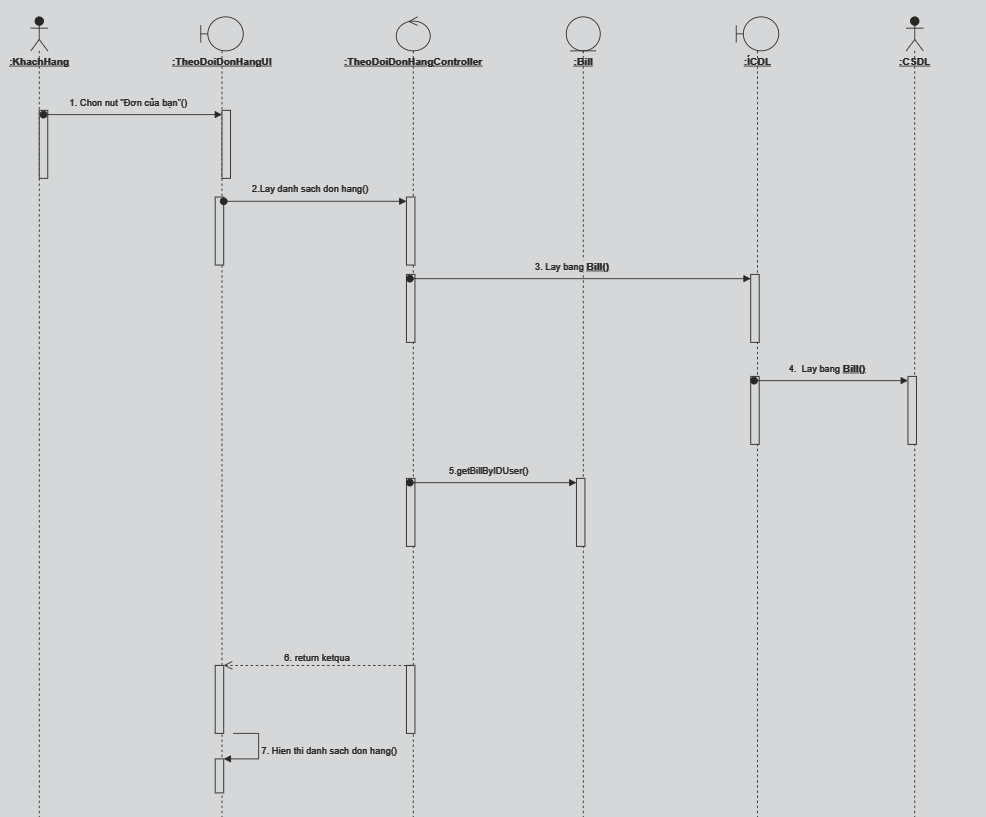 :KhachHang
:TheoDoiDonHangUI
:TheoDoiDonHangController
:Bill
:ICDL
:CSDL
1. Chon nut "Đơn của bạn"()
2.Lay danh sach don hang()
3. Lay bang Bill()
4. Lay bang Bill()
5.getBillByIDUser()
6. return ketqua
7. Hien thi danh sach don hang()